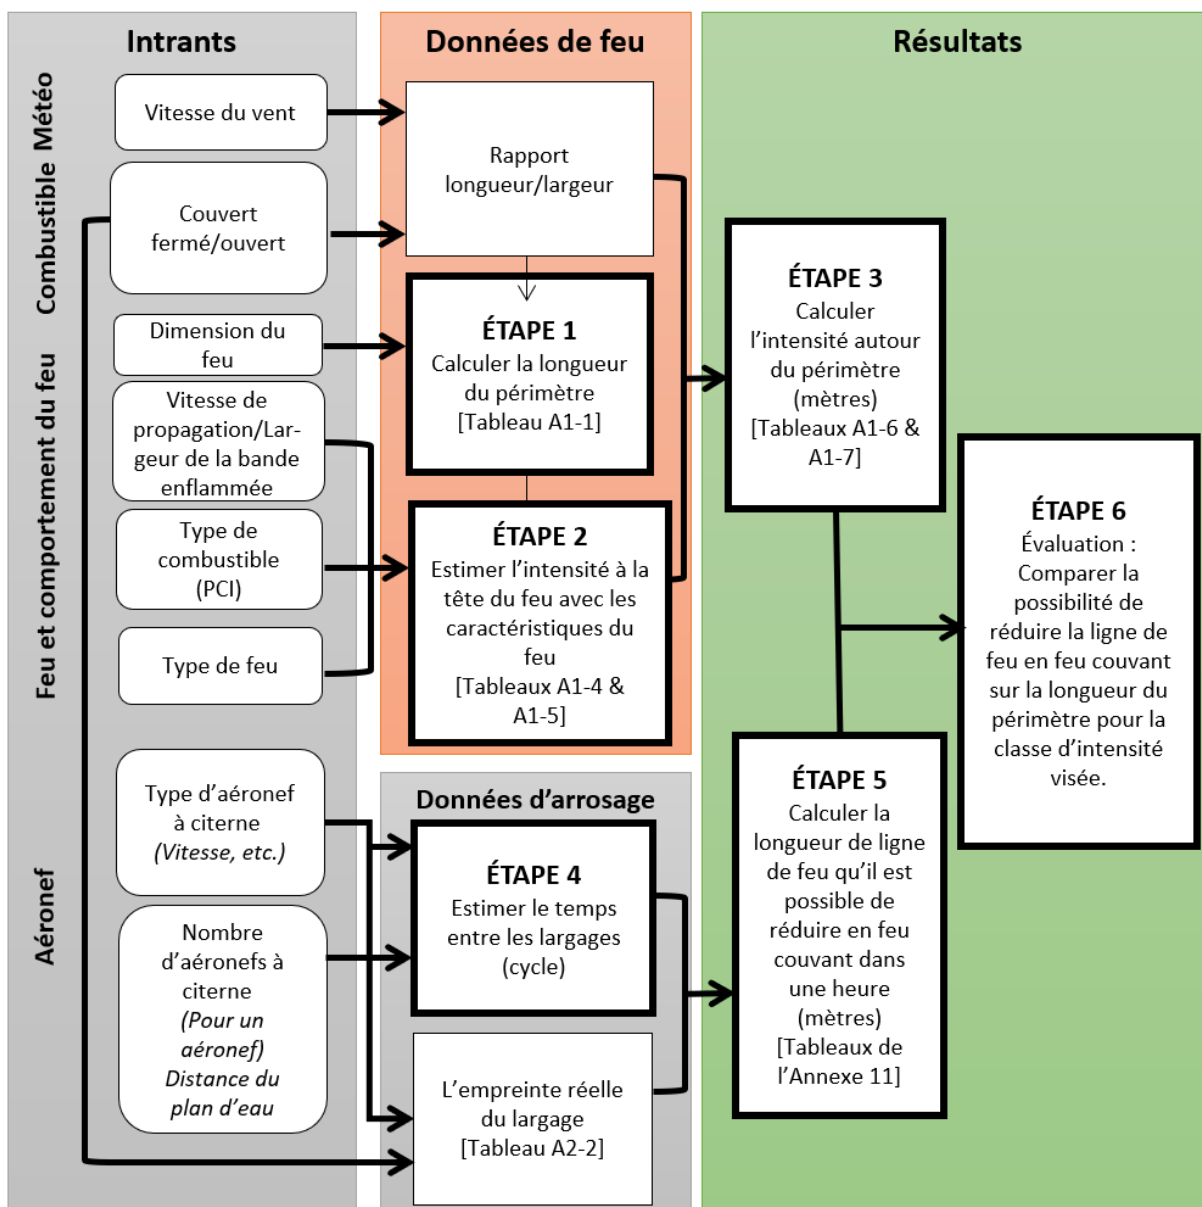 Intrants
Météo
Vitesse du vent
Combustible
Couvert
fermé/ouvert
Feu et comportement du feu
Dimension du
feu
Vitesse de
propagation/Lar-
geur de la bande
enflammée
Type de
combustible
(PCI)
Type de feu
Aéronef
Type d'aéronef
à citerne
(Vitesse, etc.)
Nombre
d'aéronefs à
citerne
(Pour un
aéronef)
Distance du
plan d'eau
Données de feu
Rapport
longueur/largeur
ÉTAPE 1
Calculer la longueur
du périmètre
[Tableau A1-1]
ÉTAPE 2
Estimer l'intensité à la
tête du feu avec les
caractéristiques du
feu
[Tableaux A1-4 &
A1-5]
Données d'arrosage
ÉTAPE 4
Estimer le temps
entre les largages
(cycle)
L'empreinte réelle
du largage
[Tableau A2-2]
Résultats
ÉTAPE 3
Calculer
l'intensité autour
du périmètre
(mètres)
[Tableaux A1-6 &
A1-7]
ÉTAPE 5
Calculer la
longueur de ligne
de feu qu'il est
possible de
réduire en feu
couvant dans
une heure
(mètres)
[Tableaux de
l'Annexe 11]
ÉTAPE 6
Évaluation :
Comparer la
possibilité de
réduire la ligne de
feu en feu couvant
sur la longueur du
périmètre pour la
classe d'intensité
visée.